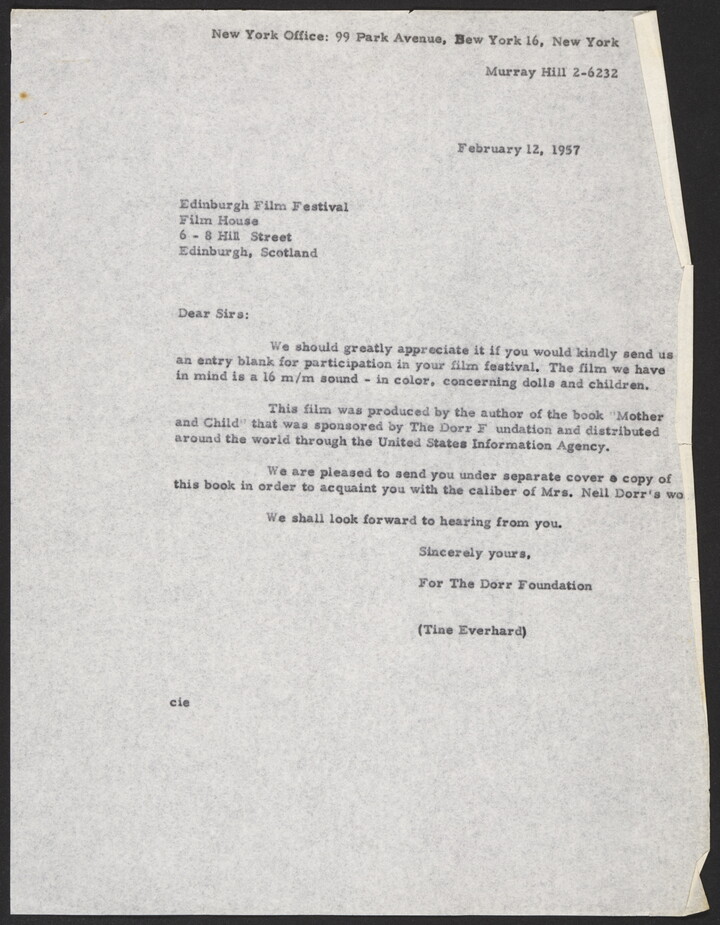 New York Office: 99 Park Avenue, Bew York 16, New York
Murray Hill 2-6232
February 12, 1957
Edinburgh Film Festival
Film House
6 - 8 Hill Street
Edinburgh, Scotland
Dear Sirs:
We should greatly appreciate it if you would kindly send us
an entry blank for participation in your film festival. The film we have
in mind is a 16 m/m sound - in color, concerning dolls and children.
This film was produced by the author of the book "Mother
and Child" that was sponsored by The Dorr F undation and distributed
around the world through the United States Information Agency.
We are pleased to send you under separate cover a copy of
this book in order to acquaint you with the caliber of Mrs. Nell Dorr's wo
We shall look forward to hearing from you.
Sincerely yours,
For The Dorr Foundation
(Tine Everhard)
cie